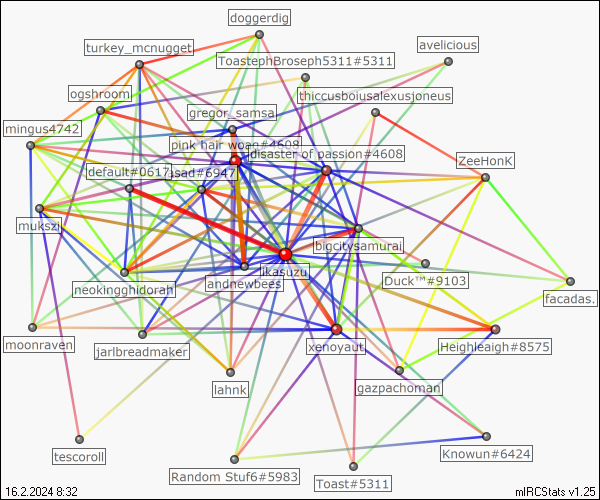 doggerdig
turkey_mcnugget
avelicious
ToastephBroseph5311#5311
ogshroom
thiccusboiusalexusjoneus
gregor_samsa
mingus4742
pink hair woag#4608
disaster of passion#4608
ZeeHonK
default#0617
asad#6947
mukszi
bigcitysamurai
likasuzu
andnewbees
neokingghidorah
Duck™#9103
facadas.
moonraven
jarlbreadmaker
xenoyaut
Heighleaigh#8575
lahnk
gazpachoman
tescoroll
Knowun#6424
Random Stuf6#5983
Toast#5311
16.2.2024 8:32
mIRCStats v1.25